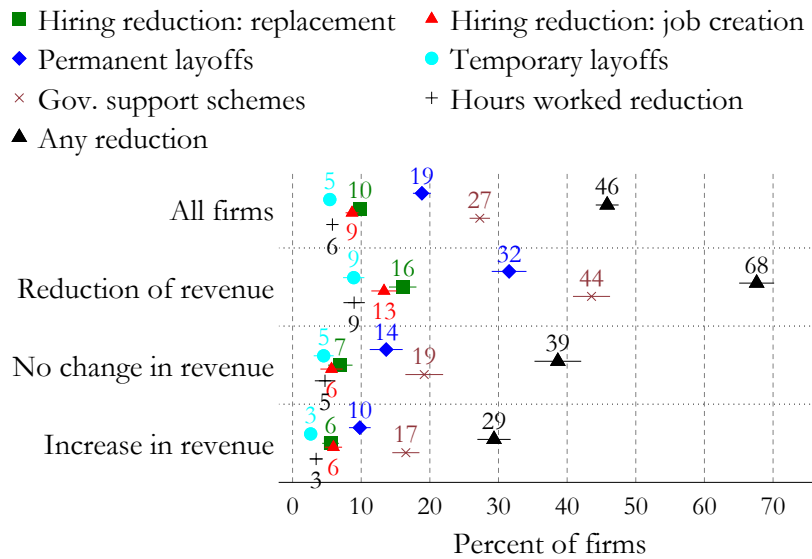 Hiring reduction: replacement
Hiring reduction: job creation
Permanent layoffs
Temporary layoffs
Gov. support schemes
Hours worked reduction
Any reduction
All firms
5
10
19
27
46
6
9
Reduction of revenue
9
16
32
44
68
13
9
No change in revenue
5
7
14
19
39
6
5
Increase in revenue
3
6
10
17
29
6
3
0 10 20 30 40 50 60 70
Percent of firms